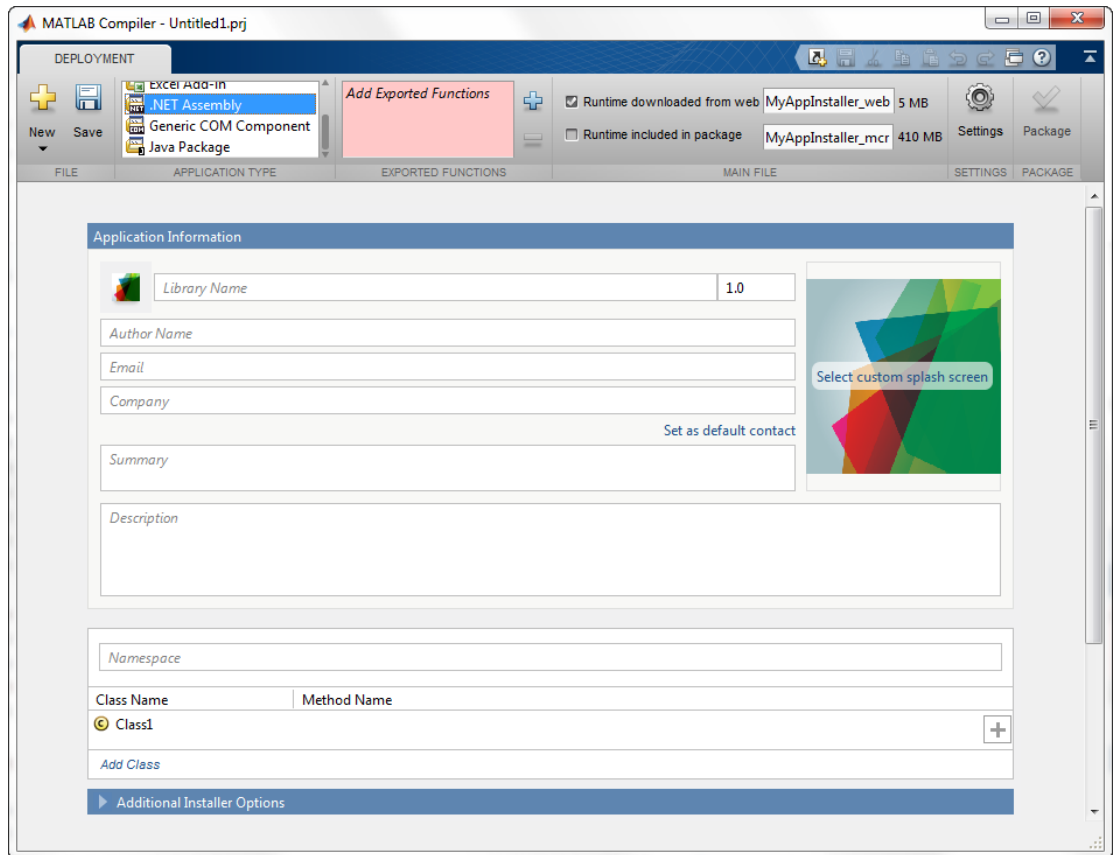 MATLAB Compiler - Untitled1.prj
DEPLOYMENT
New
Save
FILE
Excel Add-in
.NET Assembly
Generic COM Component
Java Package
APPLICATION TYPE
Add Exported Functions
EXPORTED FUNCTIONS
Runtime downloaded from web MyAppInstaller_web 5 MB
Runtime included in package MyAppInstaller_mcr 410 MB
MAIN FILE
Settings
SETTINGS
Package
PACKAGE
Application Information
Library Name 1.0
Author Name
Email
Company
Set as default contact
Summary
Select custom splash screen
Description
Namespace
Class Name Method Name
Class1
Add Class
Additional Installer Options